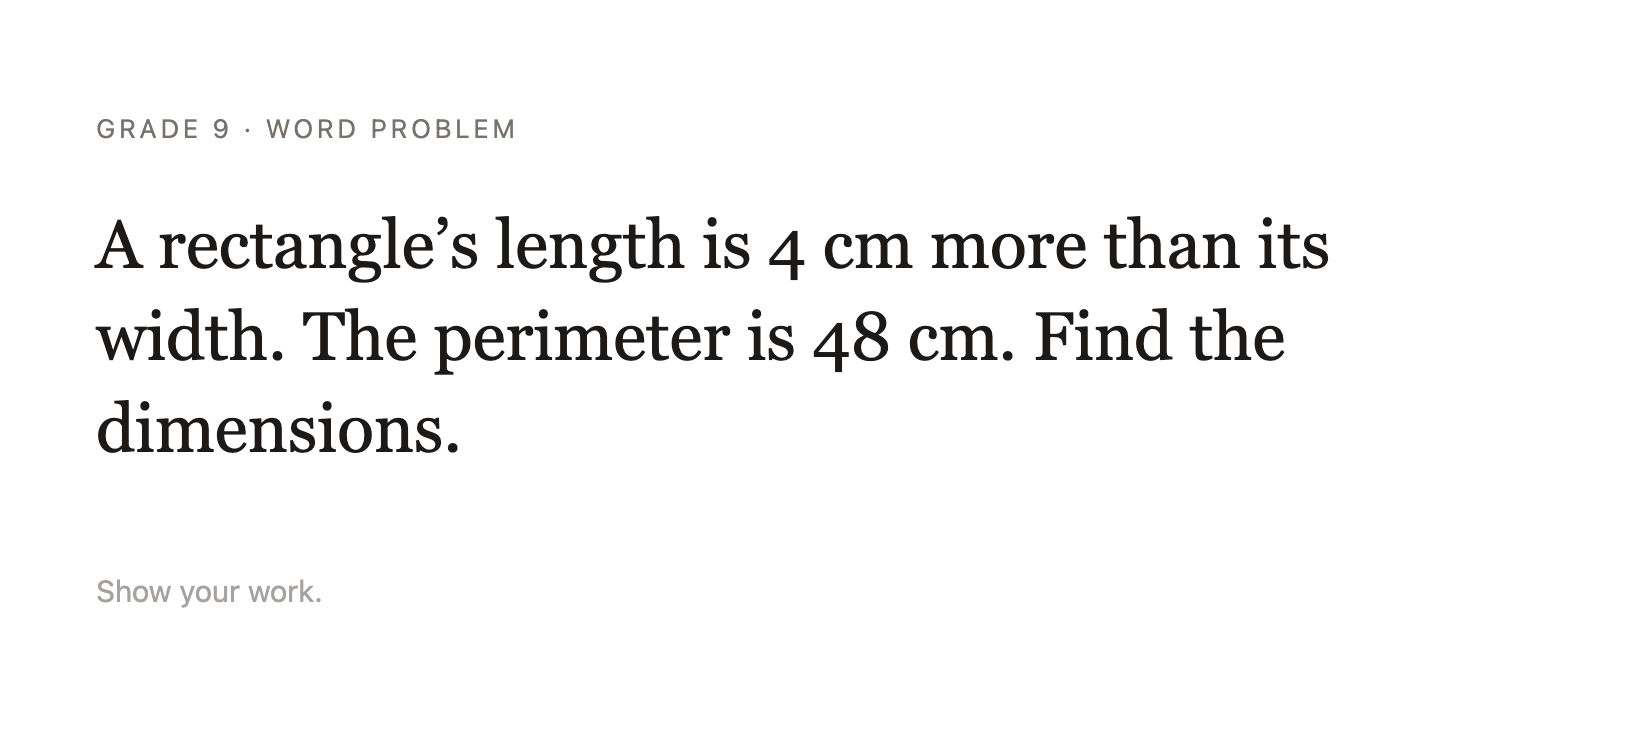 GRADE 9 · WORD PROBLEM
A rectangle’s length is 4 cm more than its
width. The perimeter is 48 cm. Find the
dimensions.
Show your work.